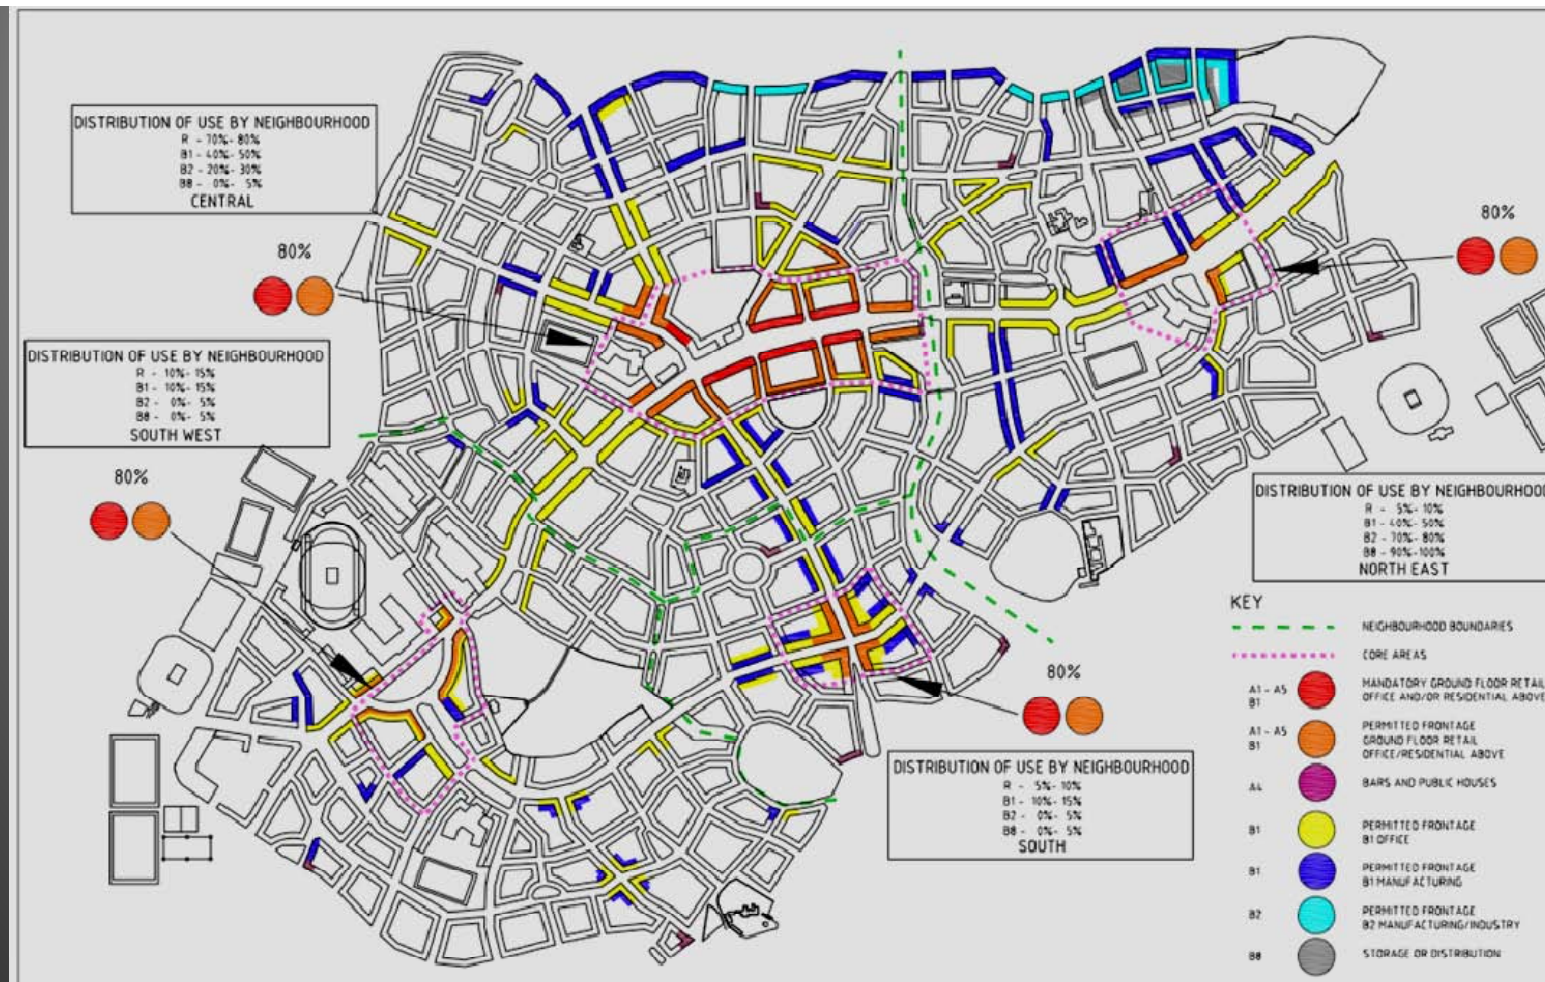 DISTRIBUTION OF USE BY NEIGHBOURHOOD
R - 70%- 80%
B1 - 40%- 50%
B2 - 20%- 30%
B8 - 0%- 5%
CENTRAL
80%
DISTRIBUTION OF USE BY NEIGHBOURHOOD
R - 10%- 15%
B1 - 10%- 15%
B2 - 0%- 5%
B8 - 0%- 5%
SOUTH WEST
80%
80%
DISTRIBUTION OF USE BY NEIGHBOURHOOD
R - 5%- 10%
B1 - 40%- 50%
B2 - 70%- 80%
B8 - 90%-100%
NORTH EAST
80%
DISTRIBUTION OF USE BY NEIGHBOURHOOD
R - 5%- 10%
B1 - 10%- 15%
B2 - 0%- 5%
B8 - 0%- 5%
SOUTH
KEY
NEIGHBOURHOOD BOUNDARIES
CORE AREAS
A1 - A5
B1
MANDATORY GROUND FLOOR RETAIL
OFFICE AND/OR RESIDENTIAL ABOVE
A1 - A5
B1
PERMITTED FRONTAGE
GROUND FLOOR RETAIL
OFFICE/RESIDENTIAL ABOVE
A4
BARS AND PUBLIC HOUSES
B1
PERMITTED FRONTAGE
B1 OFFICE
B1
PERMITTED FRONTAGE
B1 MANUFACTURING
B2
PERMITTED FRONTAGE
B2 MANUFACTURING/INDUSTRY
B8
STORAGE OR DISTRIBUTION